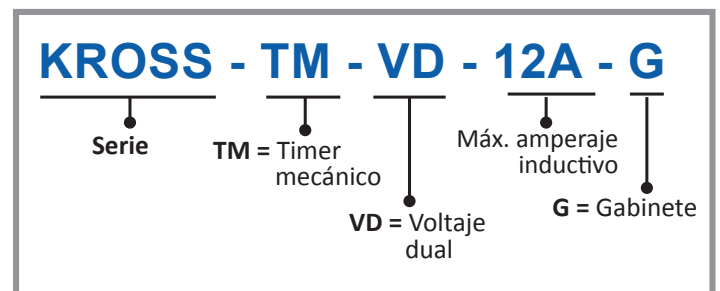 KROSS - TM - VD - 12A - G
Serie
TM = Timer
mecánico
VD = Voltaje
dual
Máx. amperaje
inductivo
G = Gabinete